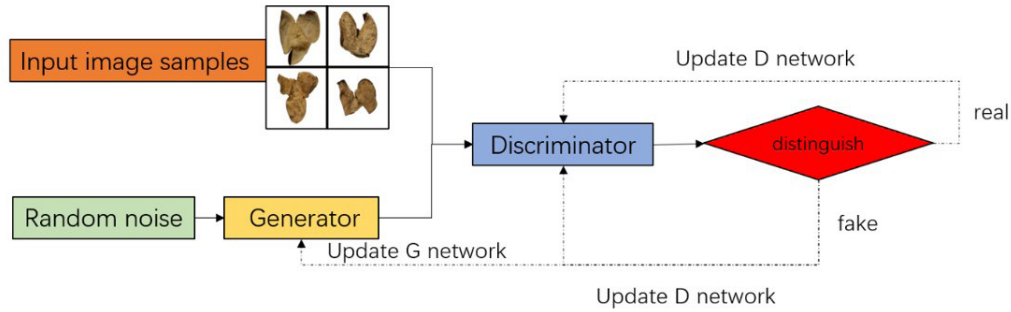 Input image samples
Update D network
real
Discriminator
distinguish
Random noise
Generator
fake
Update G network
Update D network